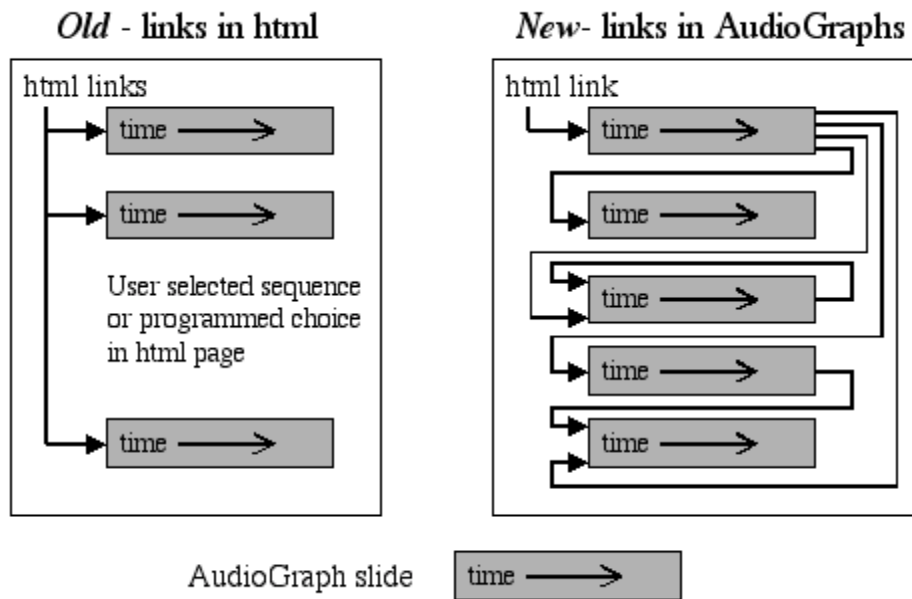 Old - links in html
html links
time
time
User selected sequence
or programmed choice
in html page
time
New- links in AudioGraphs
html link
time
time
time
time
time
AudioGraph slide
time